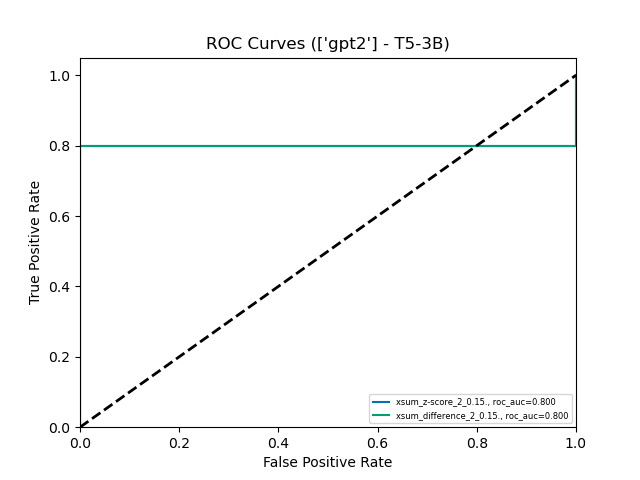 ROC Curves (['gpt2'] - T5-3B)
True Positive Rate
1.0
0.8
0.6
0.4
0.2
0.0
xsum_z-score_2_0.15., roc_auc=0.800
xsum_difference_2_0.15., roc_auc=0.800
0.0 0.2 0.4 0.6 0.8 1.0
False Positive Rate